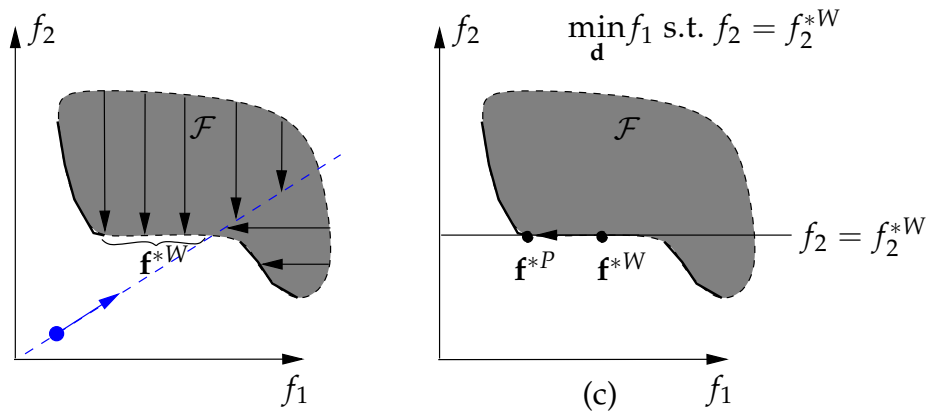 f₂
𝓕
f*ᵂ
f₁
f₂
min f₁ s.t. f₂ = f₂*ᵂ
d
𝓕
f₂ = f₂*ᵂ
f*ᴾ
f*ᵂ
f₁
(c)